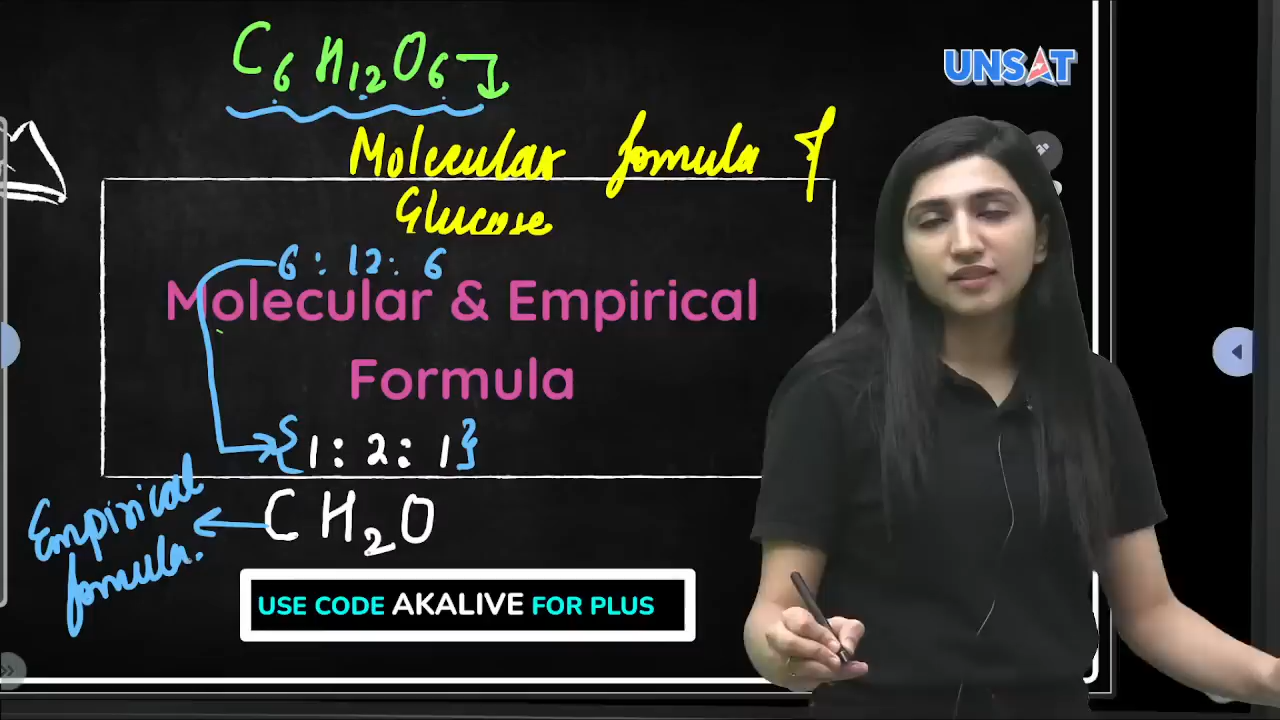 C6H12O6
UNSAT
Molecular formula of
Glucose
6 : 12 : 6
Molecular & Empirical
Formula
{1 : 2 : 1}
Empirical
formula.
CH2O
USE CODE AKALIVE FOR PLUS